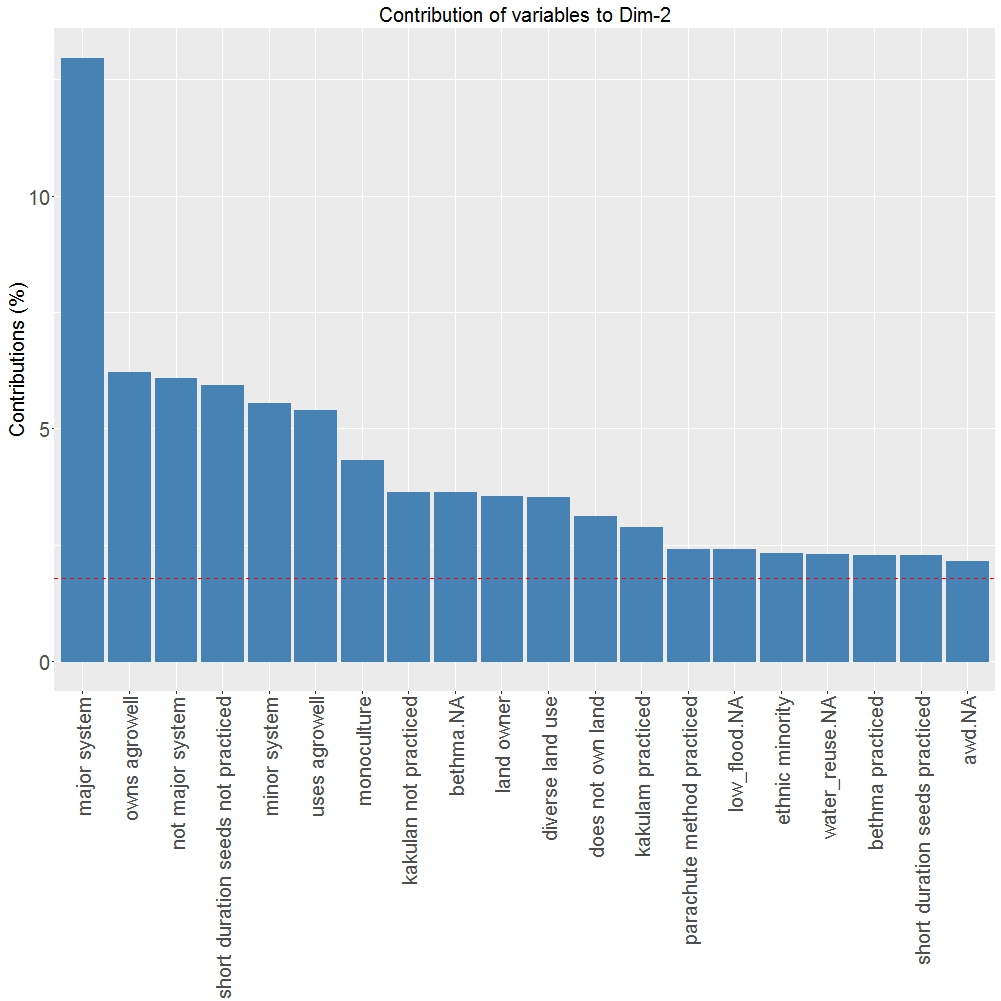 Contribution of variables to Dim-2
Contributions (%)
10
5
0
major system
owns agrowell
not major system
short duration seeds not practiced
minor system
uses agrowell
monoculture
kakulan not practiced
bethma.NA
land owner
diverse land use
does not own land
kakulam practiced
parachute method practiced
low_flood.NA
ethnic minority
water_reuse.NA
bethma practiced
short duration seeds practiced
awd.NA